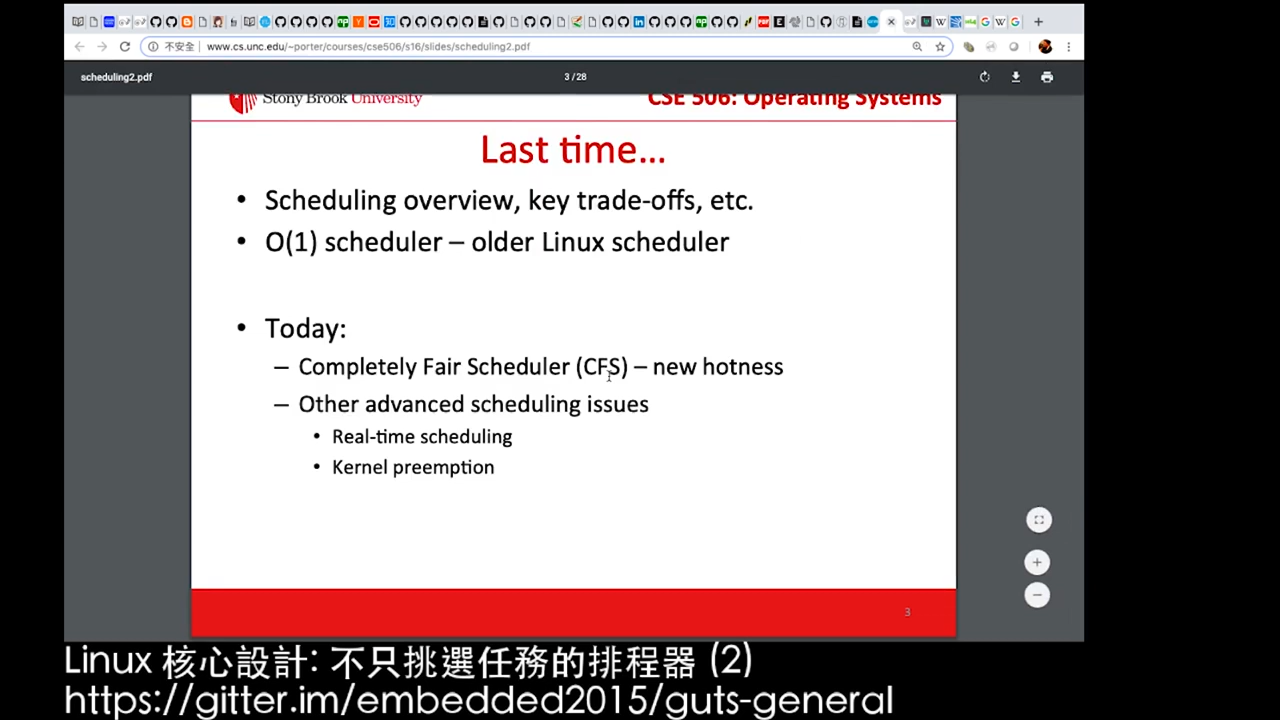 不安全 www.cs.unc.edu/~porter/courses/cse506/s16/slides/scheduling2.pdf
scheduling2.pdf 3 / 28
Stony Brook University CSE 506: Operating Systems
Last time...
• Scheduling overview, key trade-offs, etc.
• O(1) scheduler – older Linux scheduler
• Today:
– Completely Fair Scheduler (CFS) – new hotness
– Other advanced scheduling issues
• Real-time scheduling
• Kernel preemption
3
Linux 核心設計: 不只挑選任務的排程器 (2)
https://gitter.im/embedded2015/guts-general